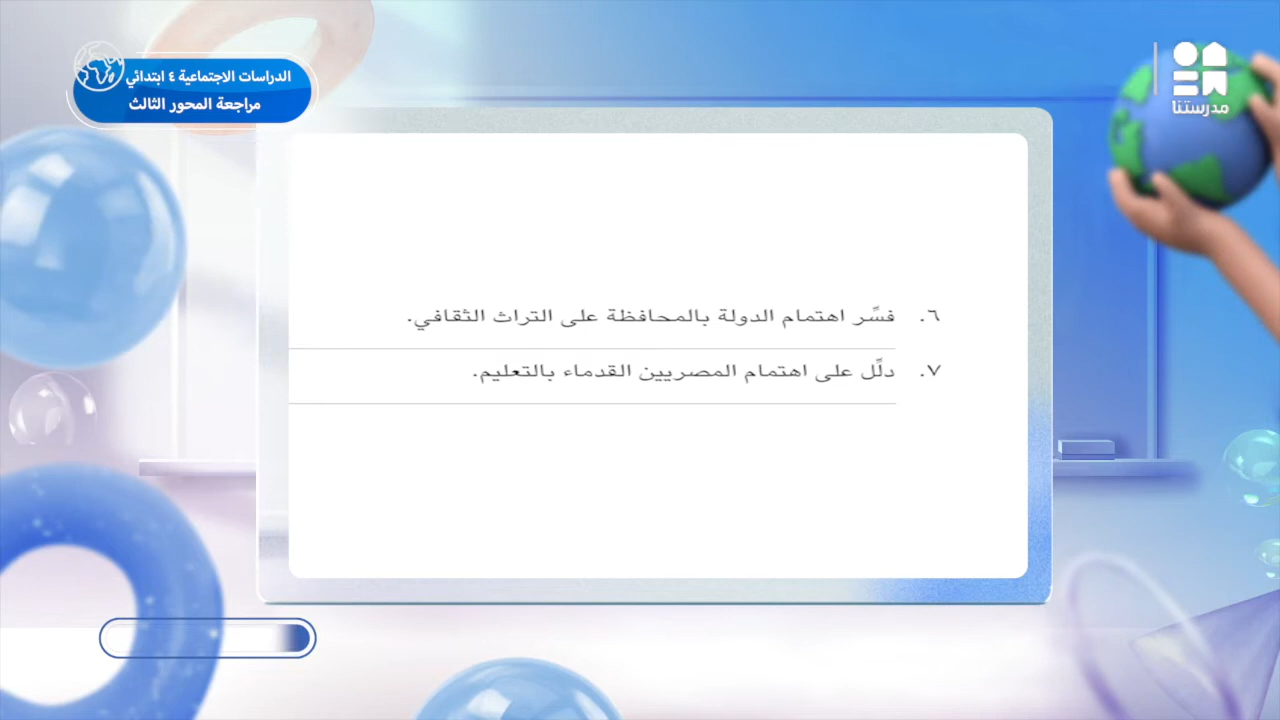 الدراسات الاجتماعية ٤ ابتدائي
مراجعة المحور الثالث
مدرستنا
٦. فسِّر اهتمام الدولة بالمحافظة على التراث الثقافي.
٧. دلِّل على اهتمام المصريين القدماء بالتعليم.